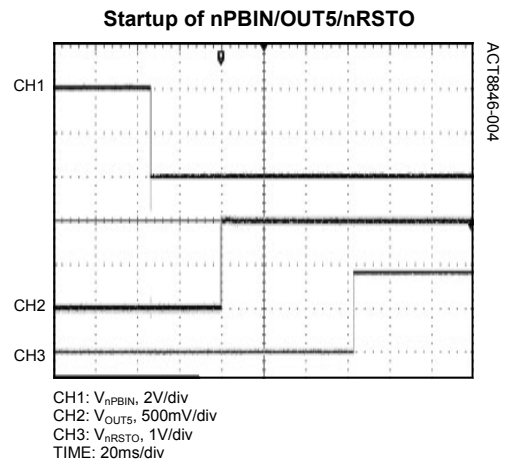 Startup of nPBIN/OUT5/nRSTO
CH1
ACT8846-004
CH2
CH3
CH1: VnPBIN, 2V/div
CH2: VOUT5, 500mV/div
CH3: VnRSTO, 1V/div
TIME: 20ms/div